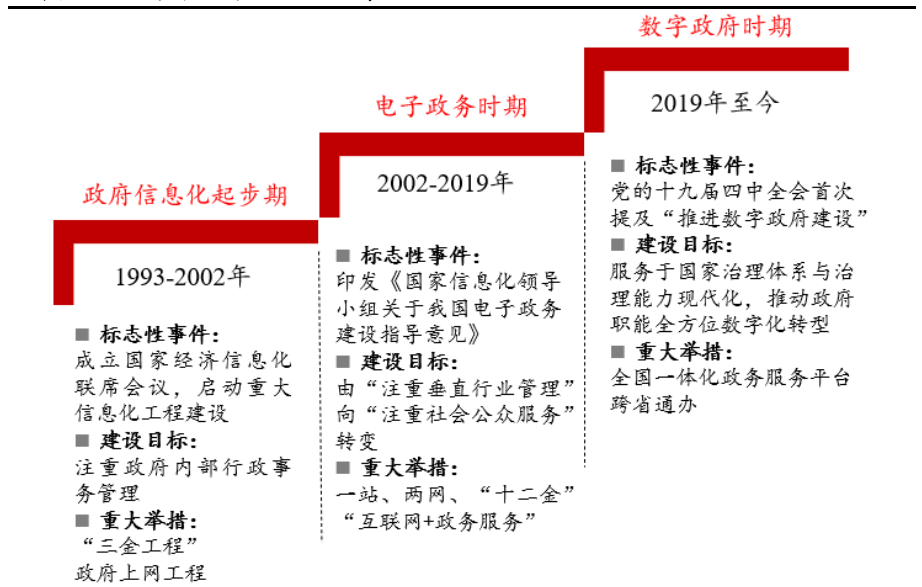 政府信息化起步期
1993-2002年
■ 标志性事件：
成立国家经济信息化
联席会议，启动重大
信息化工程建设
■ 建设目标：
注重政府内部行政事
务管理
■ 重大举措：
“三金工程”
政府上网工程
电子政务时期
2002-2019年
■ 标志性事件：
印发《国家信息化领导
小组关于我国电子政务
建设指导意见》
■ 建设目标：
由“注重垂直行业管理”
向“注重社会公众服务”
转变
■ 重大举措：
一站、两网、“十二金”
“互联网+政务服务”
数字政府时期
2019年至今
■ 标志性事件：
党的十九届四中全会首次
提及“推进数字政府建设”
■ 建设目标：
服务于国家治理体系与治
理能力现代化，推动政府
职能全方位数字化转型
■ 重大举措：
全国一体化政务服务平台
跨省通办